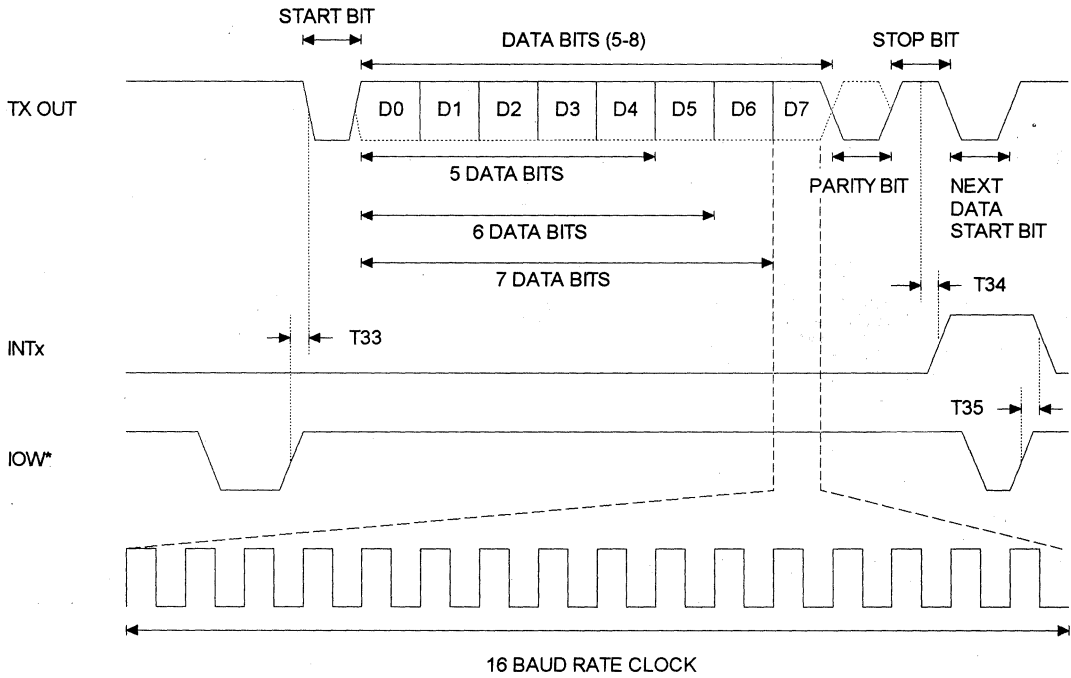 START BIT
DATA BITS (5-8)
STOP BIT
TX OUT
D0 D1 D2 D3 D4 D5 D6 D7
5 DATA BITS
PARITY BIT
NEXT
DATA
START BIT
6 DATA BITS
7 DATA BITS
T34
T33
INTx
T35
IOW*
16 BAUD RATE CLOCK